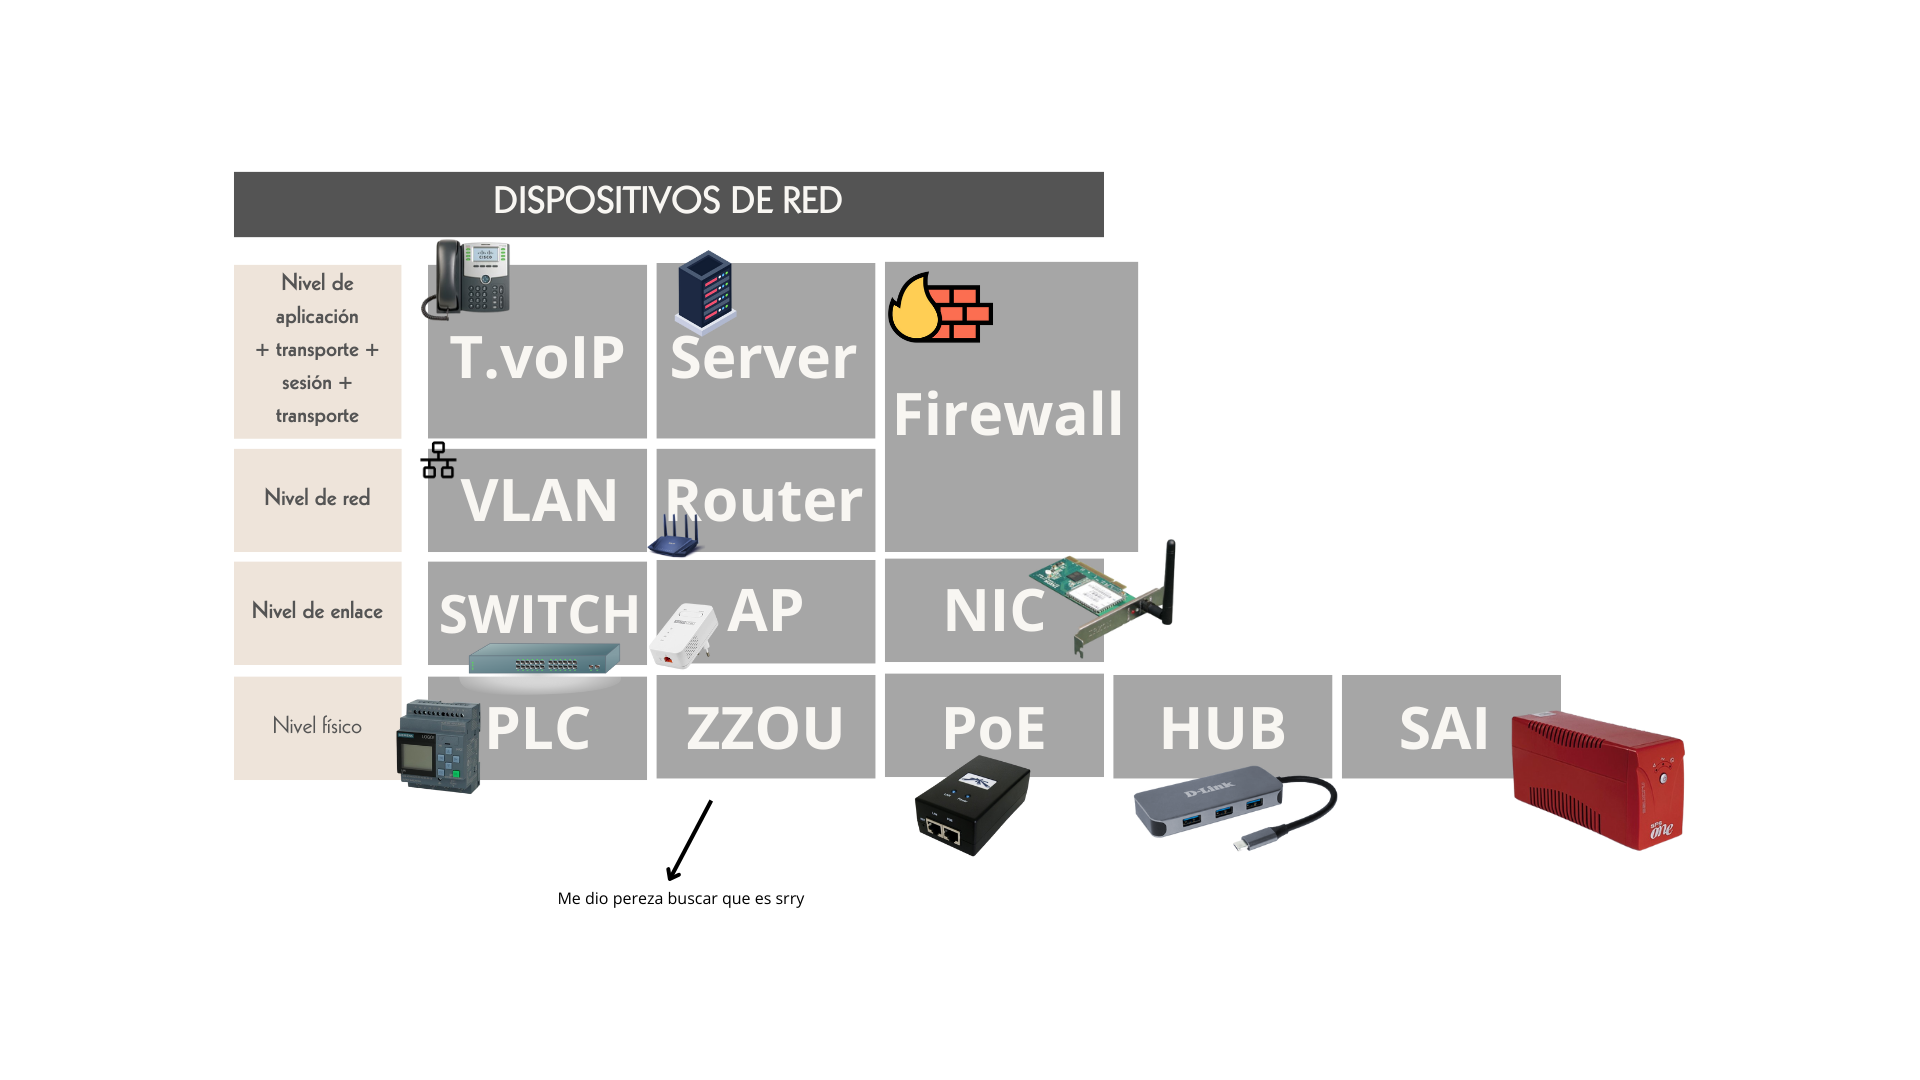 DISPOSITIVOS DE RED
Nivel de
aplicación
+ transporte +
sesión +
transporte
T.voIP
Server
Firewall
Nivel de red
VLAN
Router
Nivel de enlace
SWITCH
AP
NIC
Nivel físico
PLC
ZZOU
PoE
HUB
SAI
D-Link
one
Me dio pereza buscar que es srry